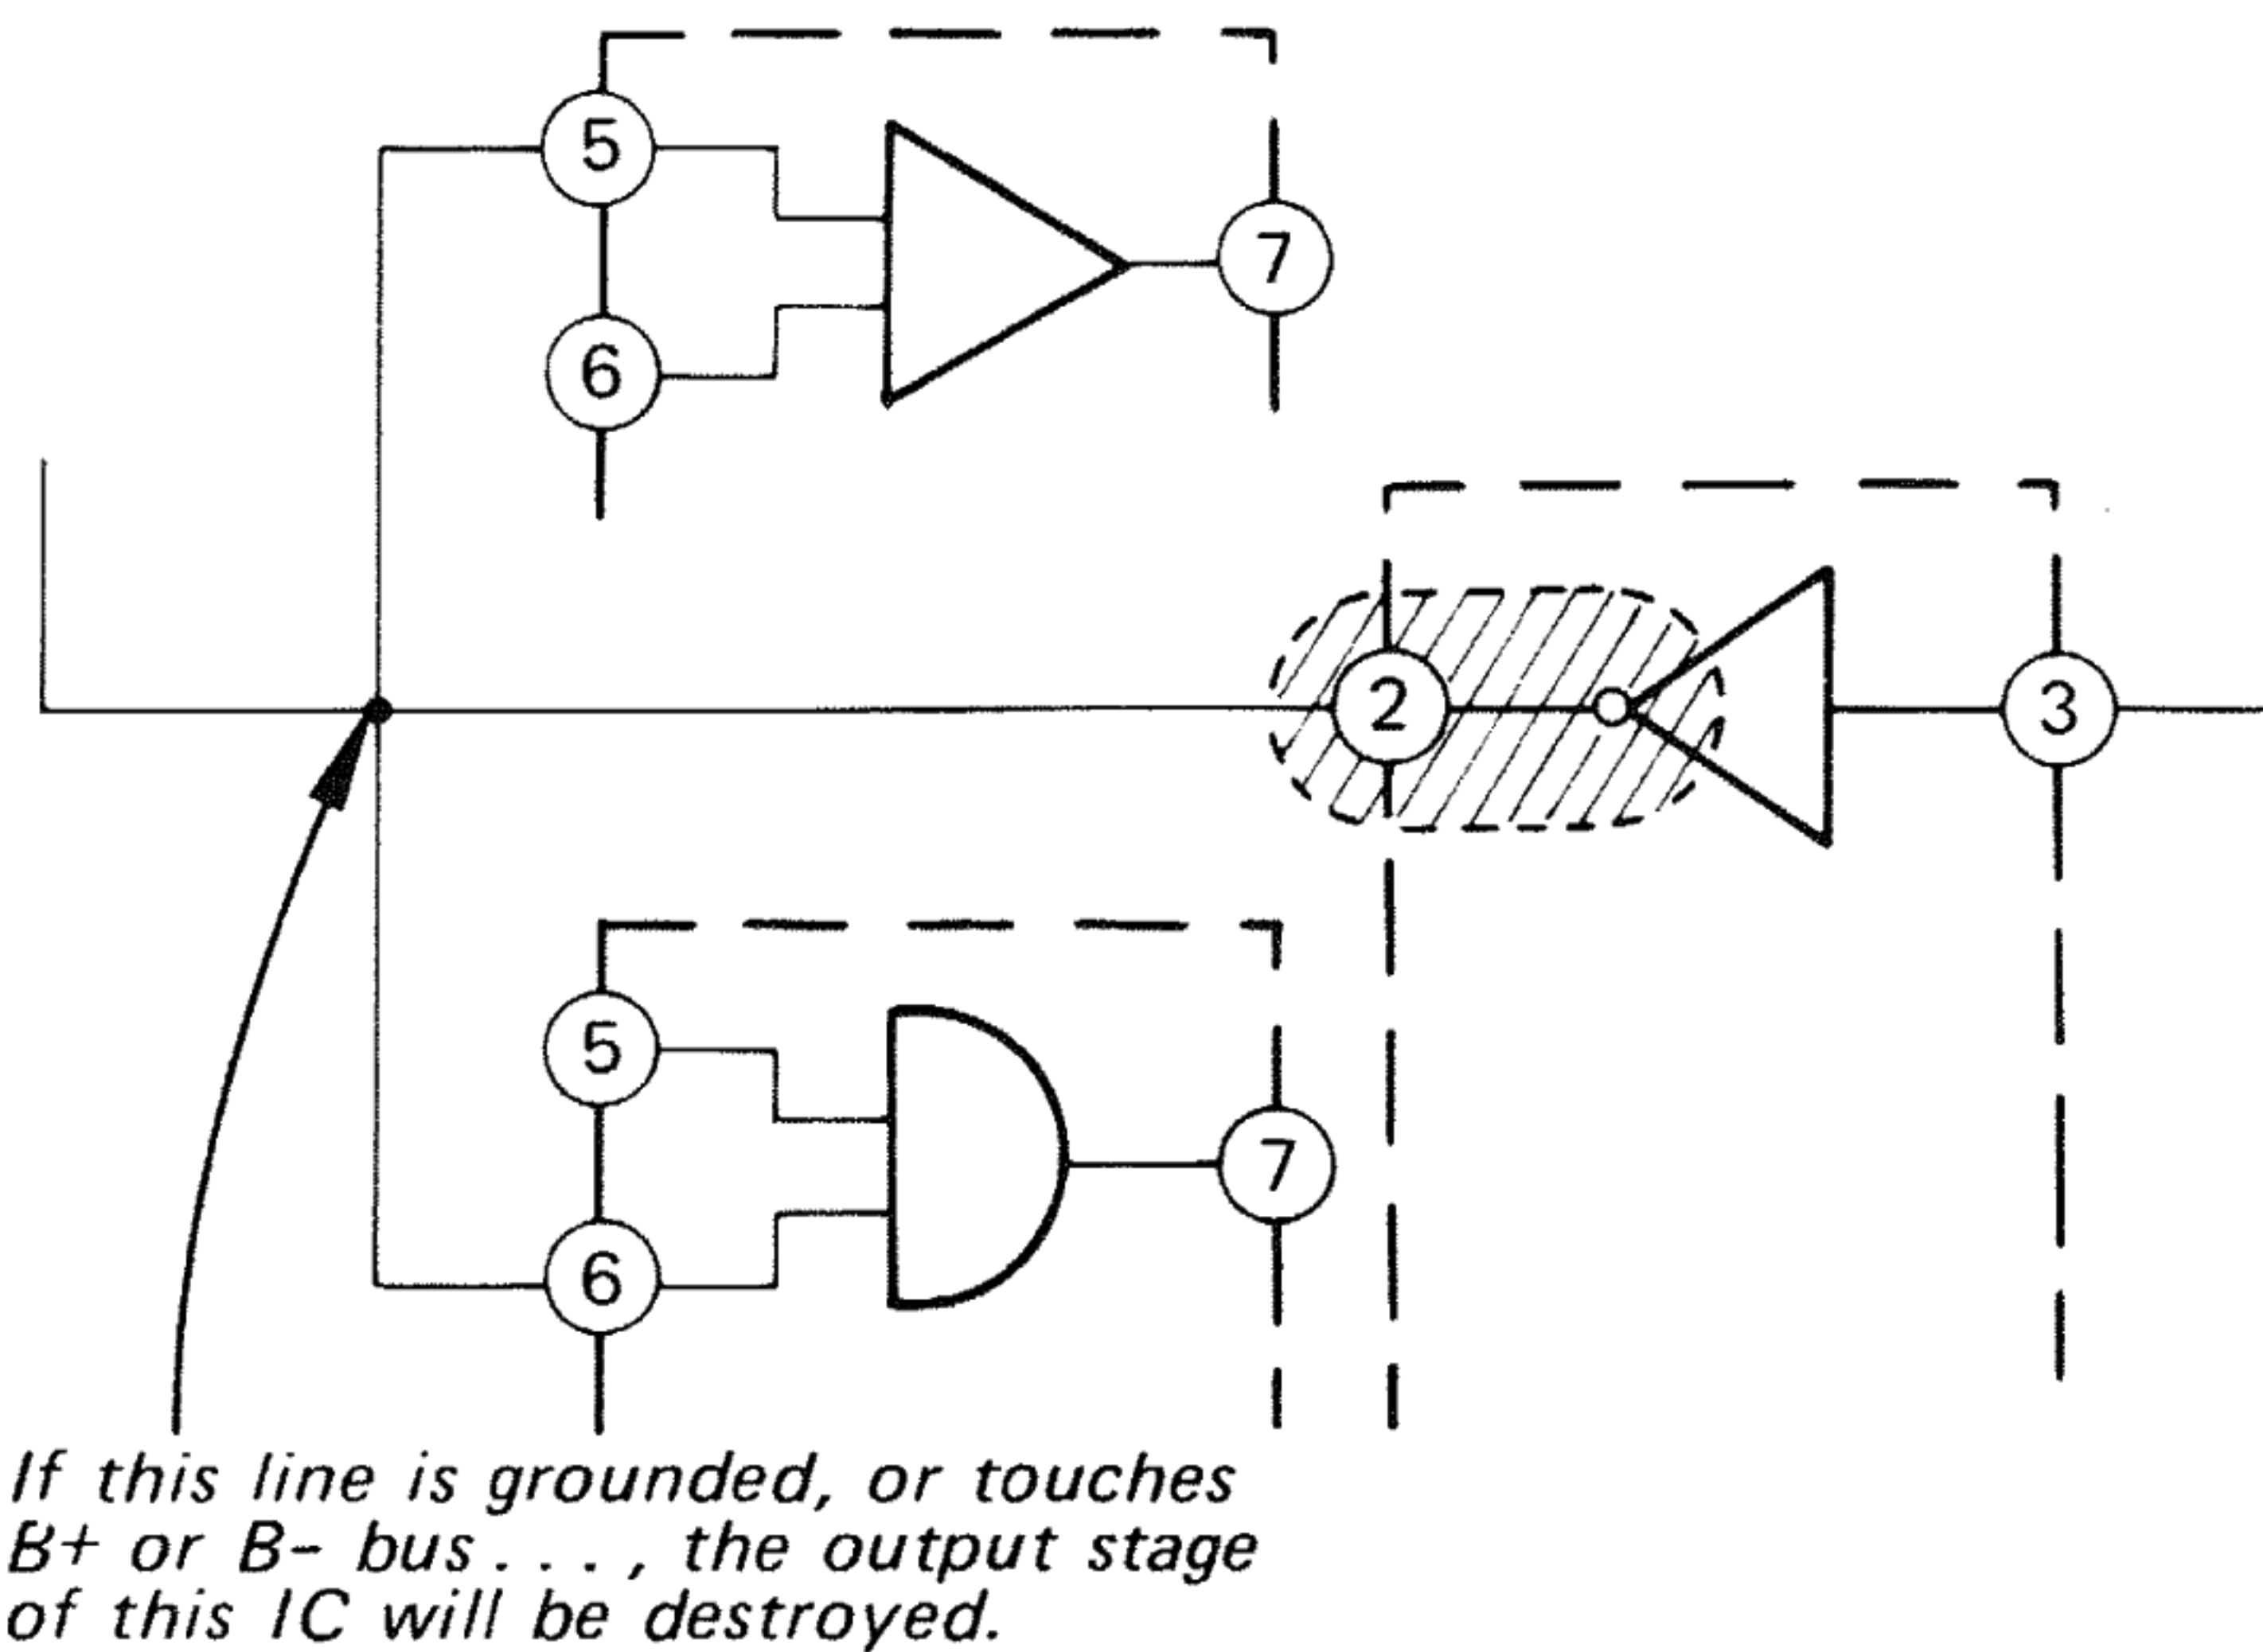 5
7
6
2
3
5
7
6
If this line is grounded, or touches
B+ or B- bus . . . , the output stage
of this IC will be destroyed.